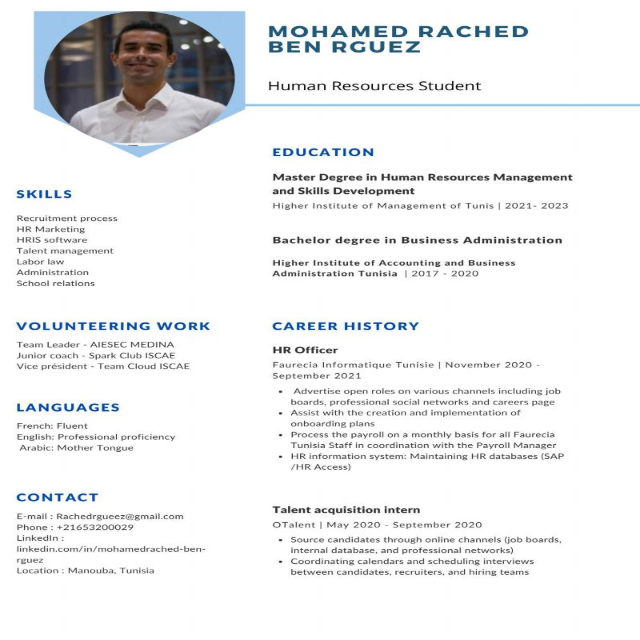 MOHAMED RACHED
BEN RGUEZ
Human Resources Student
SKILLS
Recruitment process
HR Marketing
HRIS software
Talent management
Labor law
Administration
School relations
VOLUNTEERING WORK
Team Leader - AIESEC MEDINA
Junior coach - Spark Club ISCAE
Vice présient - Team Cloud ISCAE
LANGUAGES
French: Fluent
English: Professional proficiency
Arabic: Mother Tongue
CONTACT
E-mail : Rachedrgueez@gmail.com
Phone : +21653200029
LinkedIn :
linkedin.com/in/mohamedrached-ben-
rguez
Location : Manouba, Tunisia
EDUCATION
Master Degree in Human Resources Management
and Skills Development
Higher Institute of Management of Tunis | 2021- 2023
Bachelor degree in Business Administration
Higher Institute of Accounting and Business
Administration Tunisia | 2017 - 2020
CAREER HISTORY
HR Officer
Faurecia Informatique Tunisie | November 2020 -
September 2021
• Advertise open roles on various channels including job
boards, professional social networks and careers page
• Assist with the creation and implementation of
onboarding plans
• Process the payroll on a monthly basis for all Faurecia
Tunisia Staff in coordination with the Payroll Manager
• HR information system: Maintaining HR databases (SAP
/HR Access)
Talent acquisition intern
OTalent | May 2020 - September 2020
• Source candidates through online channels (job boards,
internal database, and professional networks)
• Coordinating calendars and scheduling interviews
between candidates, recruiters, and hiring teams